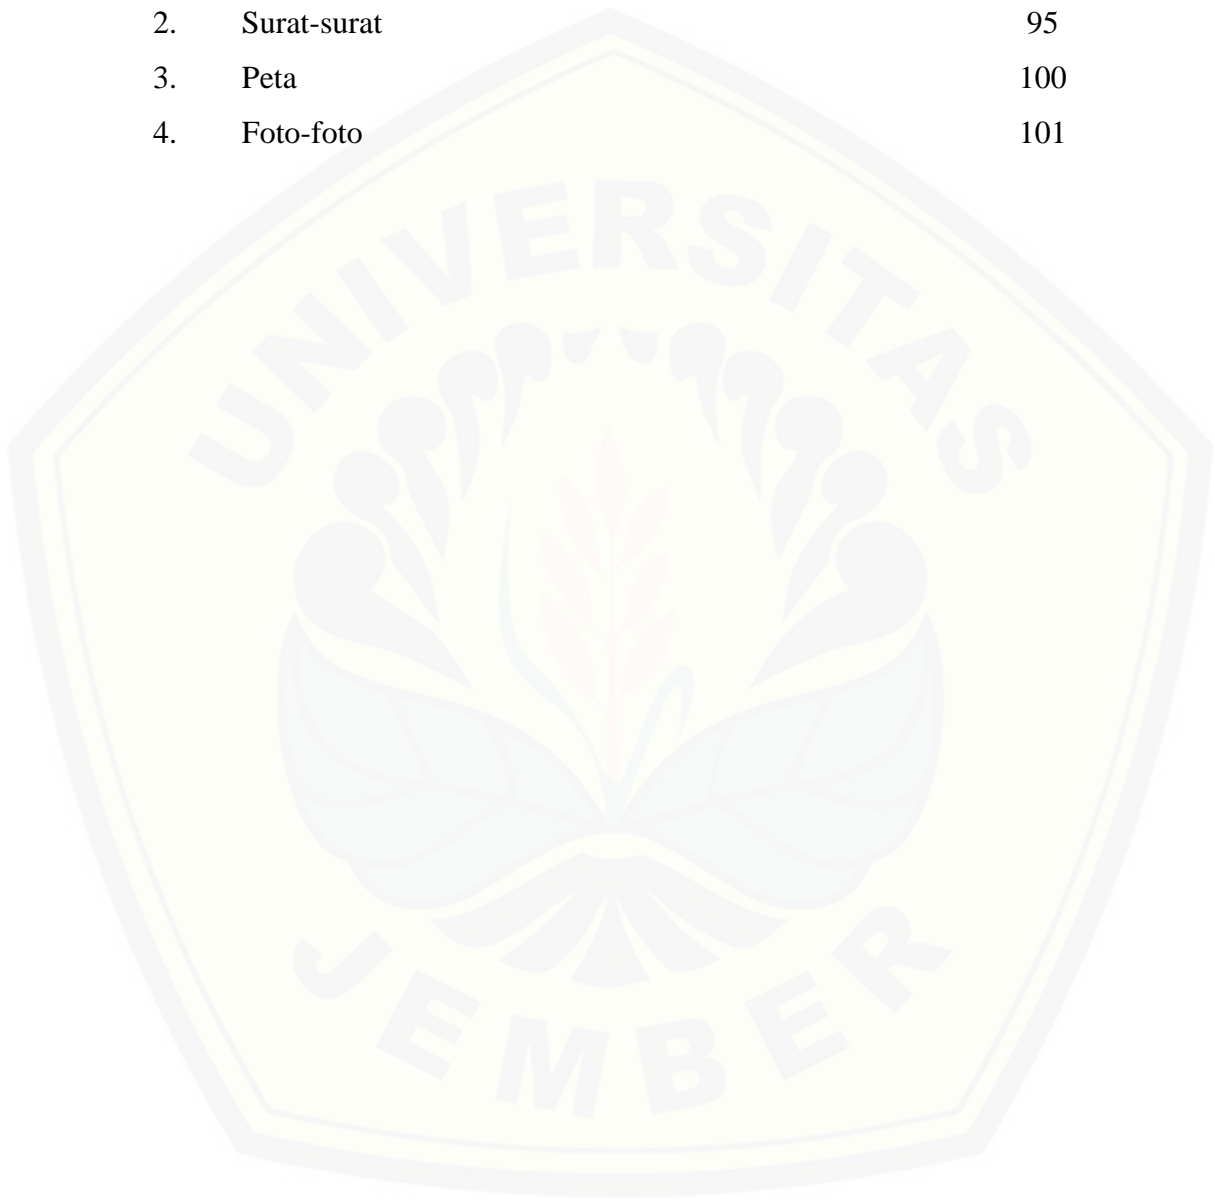 2. Surat-surat 95
3. Peta 100
4. Foto-foto 101
UNIVERSITAS
JEMBER